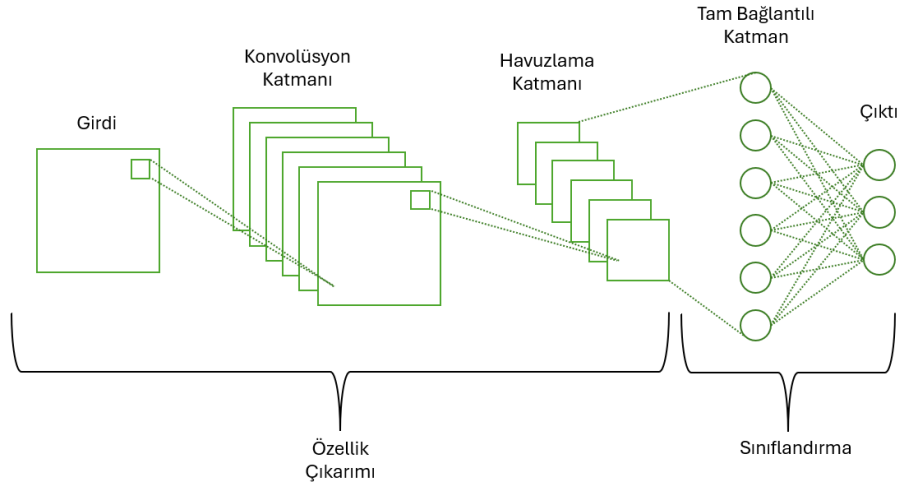 Girdi
Konvolüsyon
Katmanı
Havuzlama
Katmanı
Tam Bağlantılı
Katman
Çıktı
Özellik
Çıkarımı
Sınıflandırma